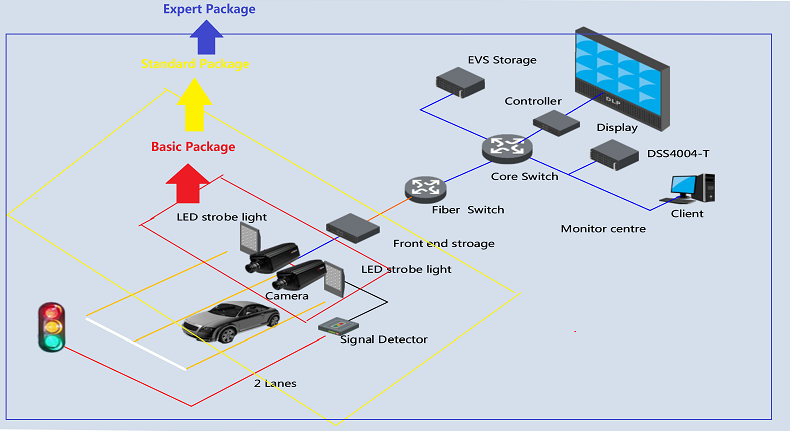 Expert Package
Standard Package
EVS Storage
Controller
DLP
Display
Basic Package
DSS4004-T
Core Switch
LED strobe light
Fiber Switch
Client
Monitor centre
Front end stroage
LED strobe light
Camera
Signal Detector
2 Lanes